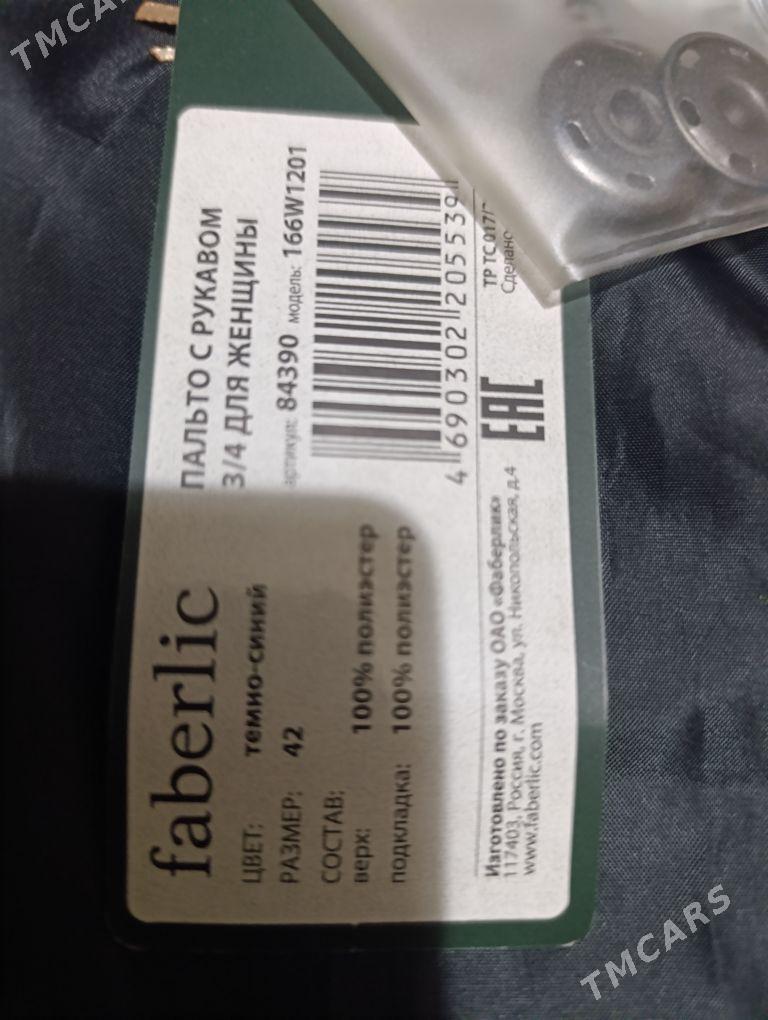 faberlic
ПАЛЬТО С РУКАВОМ
3/4 ДЛЯ ЖЕНЩИНЫ
ЦВЕТ: темно-синий
артикул: 84390 модель: 166W1201
РАЗМЕР: 42
СОСТАВ:
верх: 100% полиэстер
подкладка: 100% полиэстер
4 690302 205539
Изготовлено по заказу ОАО «Фаберлик»
117403, Россия, г. Москва, ул. Никопольская, д.4
www.faberlic.com
EAC
ТР ТС 017/
Сделано
TMCARS
TMCARS